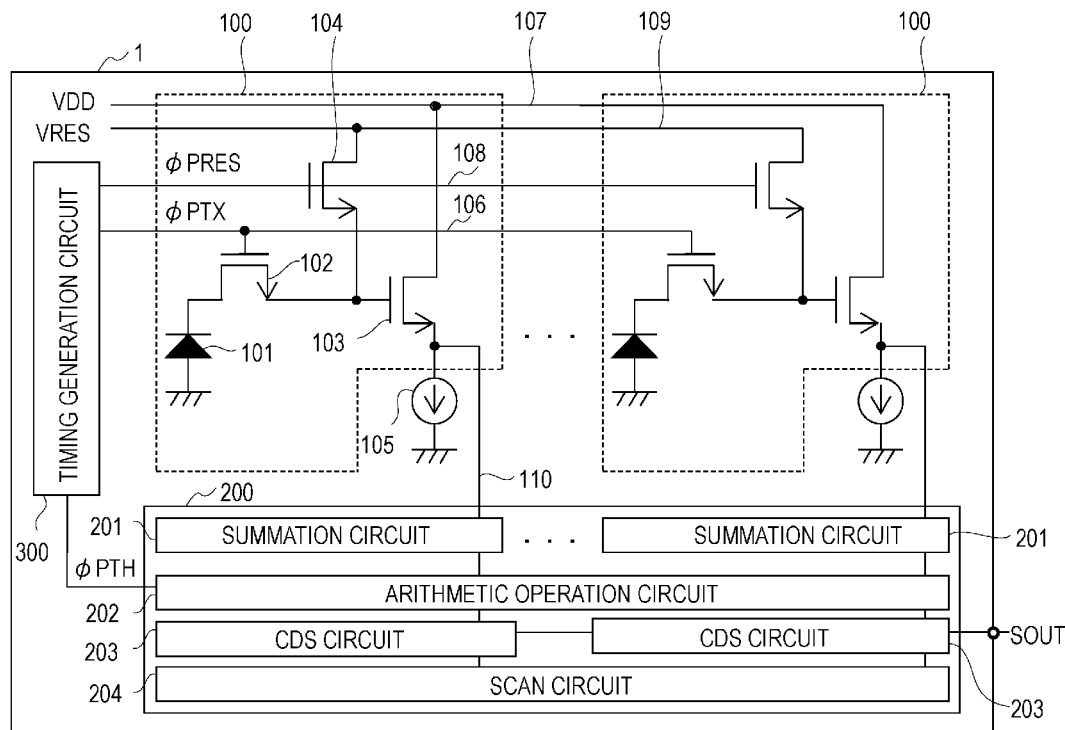 100
104
107
109
100
1
VDD
VRES
ϕ PRES
108
ϕ PTX
106
TIMING GENERATION CIRCUIT
102
101
103
. . .
105
110
200
300
201
SUMMATION CIRCUIT
. . .
SUMMATION CIRCUIT
201
ϕ PTH
202
ARITHMETIC OPERATION CIRCUIT
203
CDS CIRCUIT
CDS CIRCUIT
SOUT
204
SCAN CIRCUIT
203